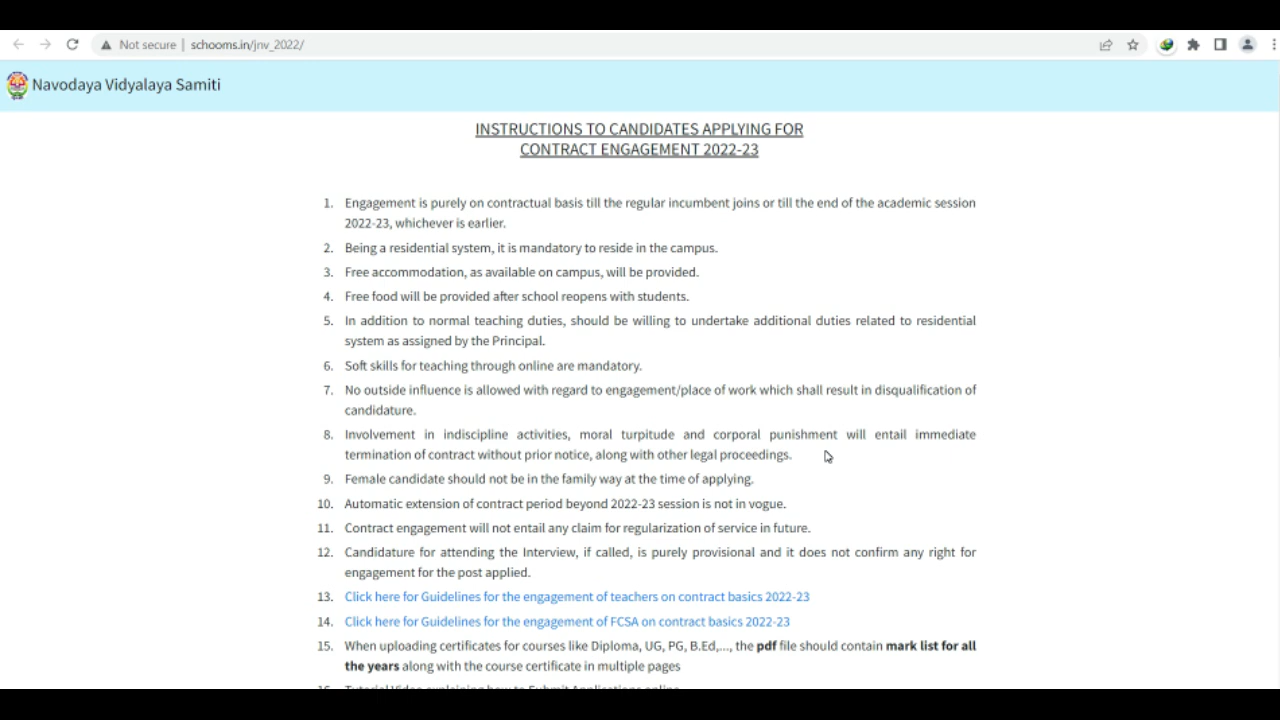 Not secure | schooms.in/jnv_2022/
Navodaya Vidyalaya Samiti
INSTRUCTIONS TO CANDIDATES APPLYING FOR
CONTRACT ENGAGEMENT 2022-23
1. Engagement is purely on contractual basis till the regular incumbent joins or till the end of the academic session
2022-23, whichever is earlier.
2. Being a residential system, it is mandatory to reside in the campus.
3. Free accommodation, as available on campus, will be provided.
4. Free food will be provided after school reopens with students.
5. In addition to normal teaching duties, should be willing to undertake additional duties related to residential
system as assigned by the Principal.
6. Soft skills for teaching through online are mandatory.
7. No outside influence is allowed with regard to engagement/place of work which shall result in disqualification of
candidature.
8. Involvement in indiscipline activities, moral turpitude and corporal punishment will entail immediate
termination of contract without prior notice, along with other legal proceedings.
9. Female candidate should not be in the family way at the time of applying.
10. Automatic extension of contract period beyond 2022-23 session is not in vogue.
11. Contract engagement will not entail any claim for regularization of service in future.
12. Candidature for attending the Interview, if called, is purely provisional and it does not confirm any right for
engagement for the post applied.
13. Click here for Guidelines for the engagement of teachers on contract basics 2022-23
14. Click here for Guidelines for the engagement of FCSA on contract basics 2022-23
15. When uploading certificates for courses like Diploma, UG, PG, B.Ed,..., the pdf file should contain mark list for all
the years along with the course certificate in multiple pages
16. Tutorial Video explaining how to Submit Applications online